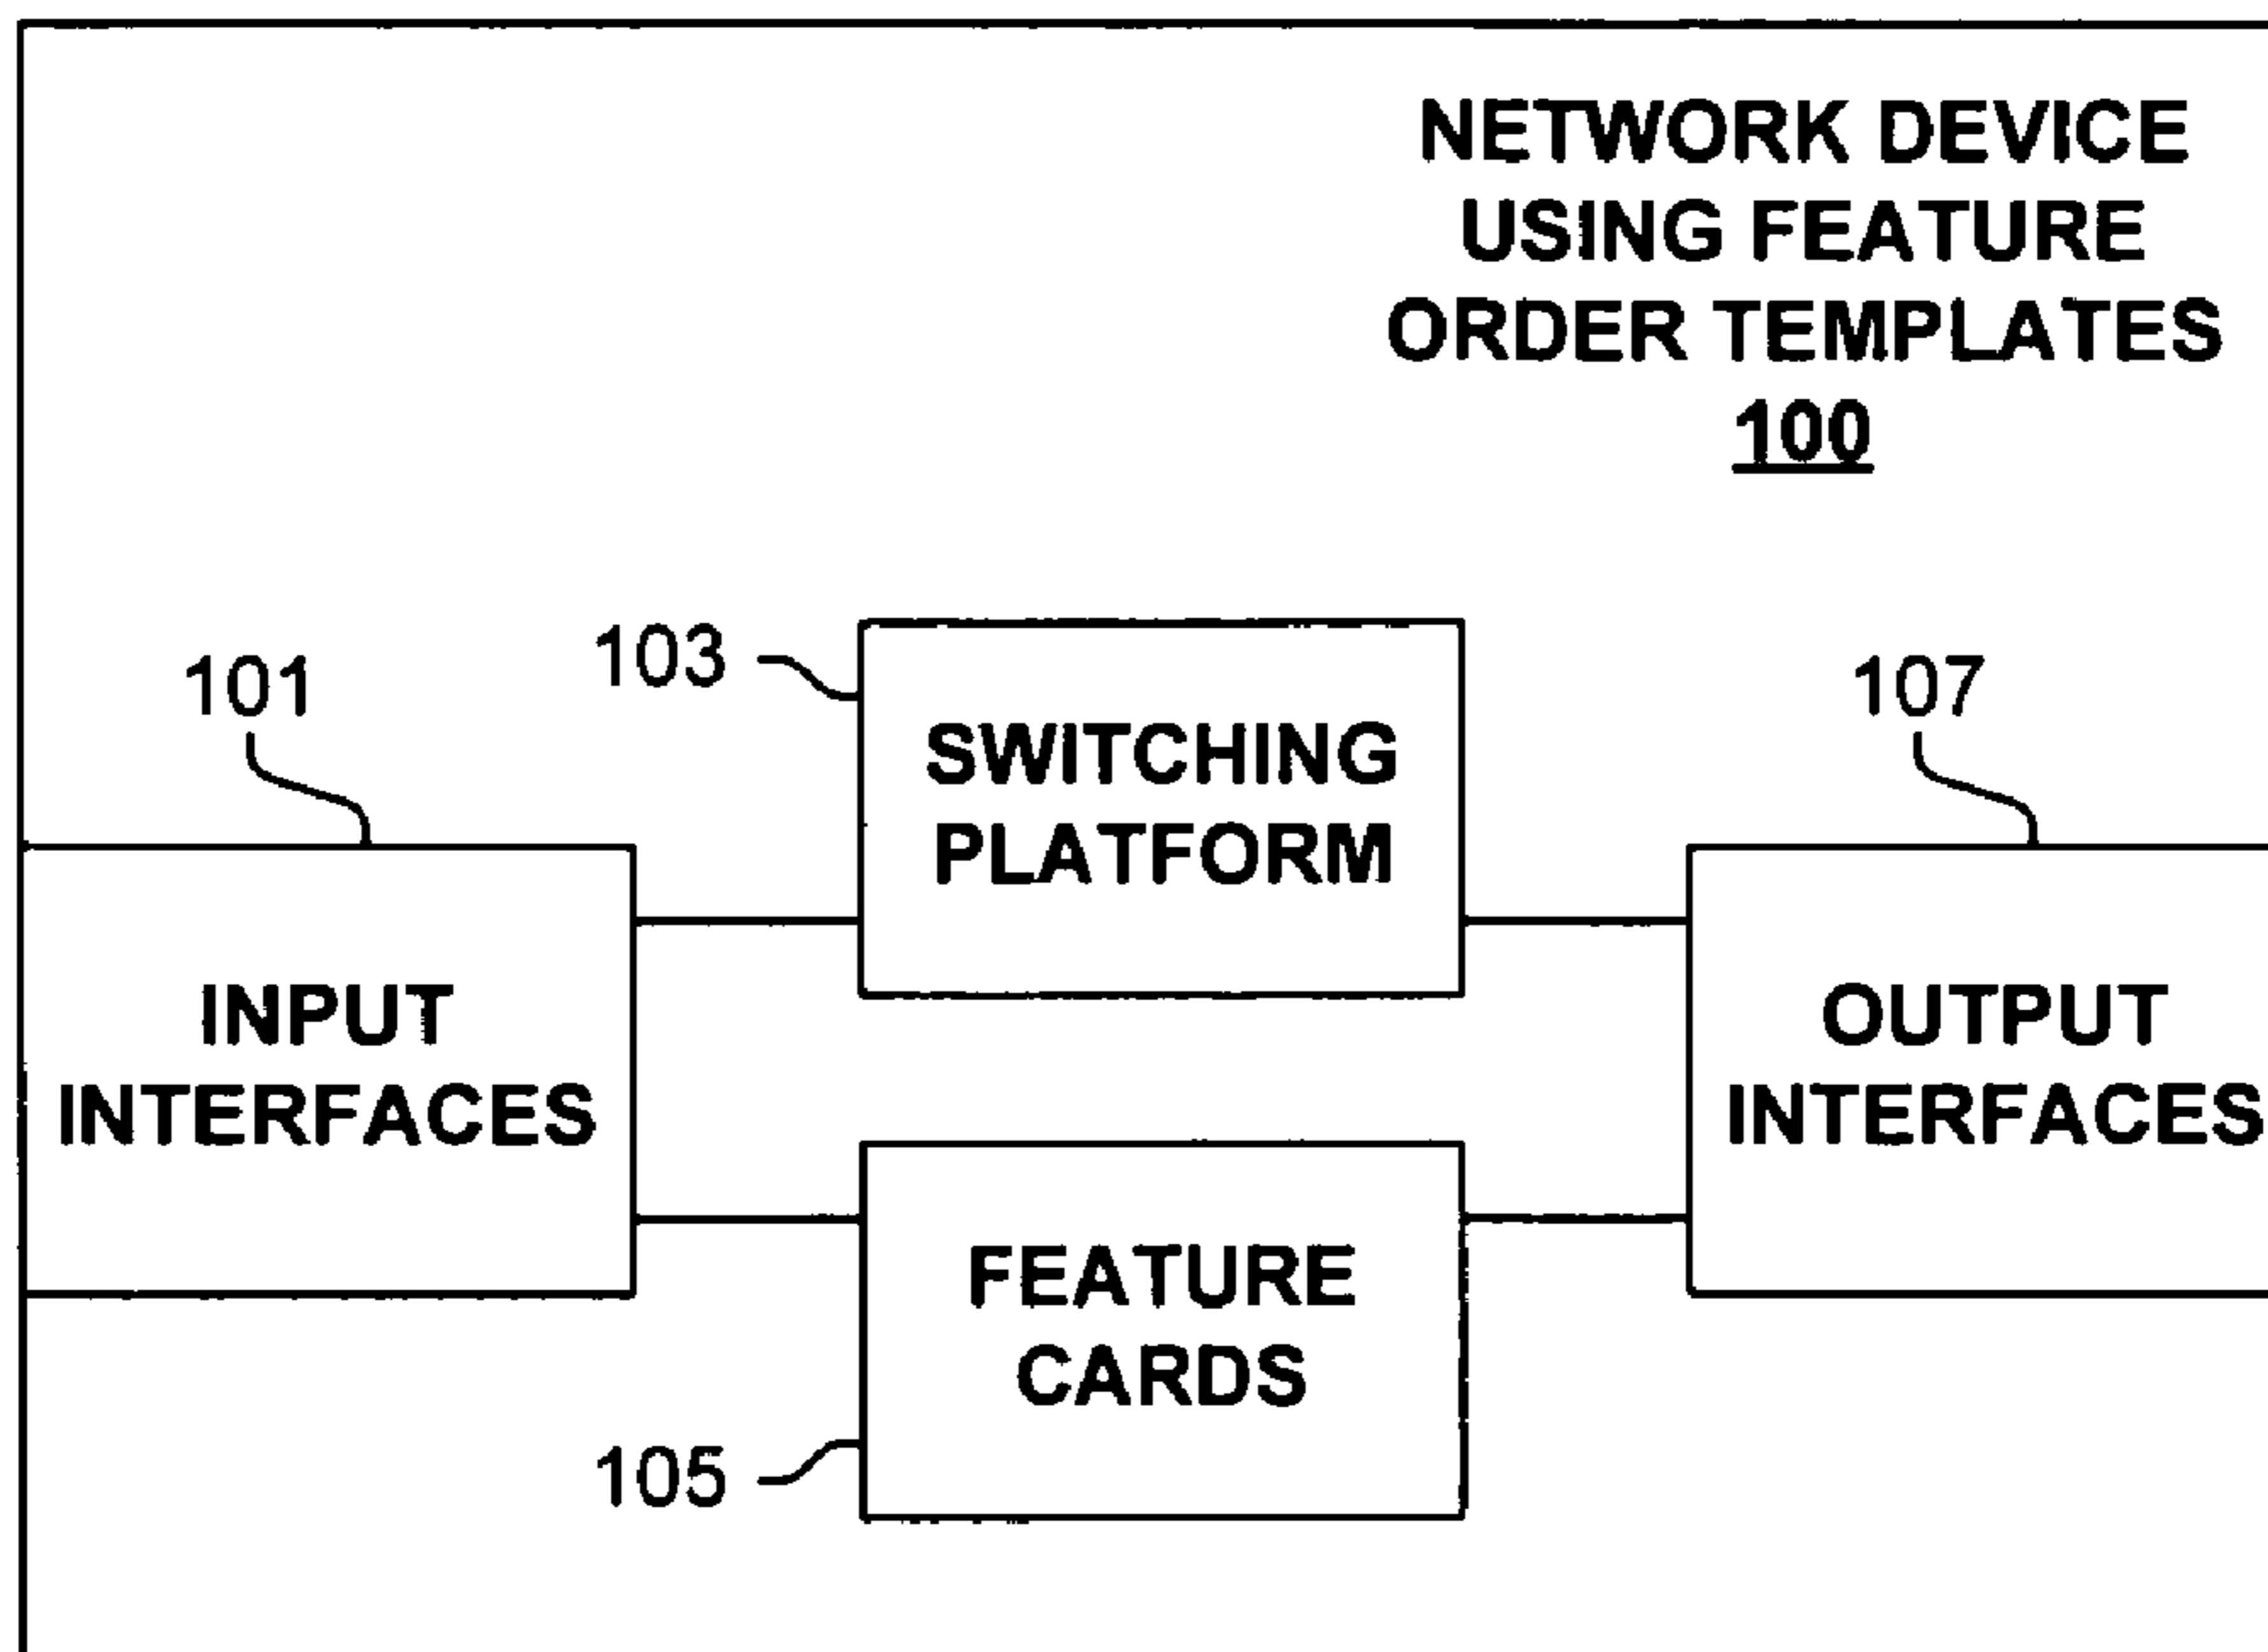 NETWORK DEVICE
USING FEATURE
ORDER TEMPLATES
100
101
103
107
SWITCHING
PLATFORM
INPUT
INTERFACES
OUTPUT
INTERFACES
FEATURE
CARDS
105